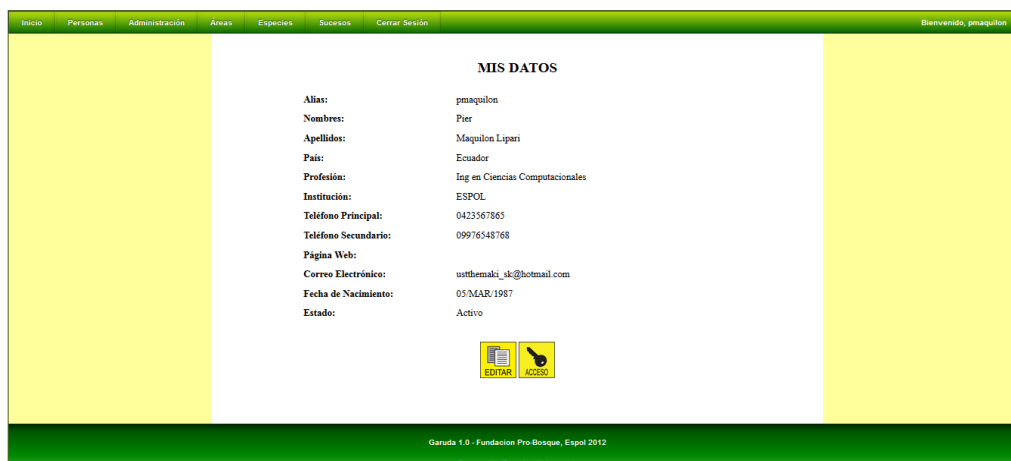 Inicio Personas Administración Áreas Especies Sucesos Cerrar Sesión Bienvenido, pmaquilon
MIS DATOS
Alias: pmaquilon
Nombres: Pier
Apellidos: Maquilon Lipari
País: Ecuador
Profesión: Ing en Ciencias Computacionales
Institución: ESPOL
Teléfono Principal: 0423567865
Teléfono Secundario: 09976548768
Página Web:
Correo Electrónico: ustthemaki_sk@hotmail.com
Fecha de Nacimiento: 05/MAR/1987
Estado: Activo
EDITAR ACCESO
Garuda 1.0 - Fundacion Pro-Bosque, Espol 2012